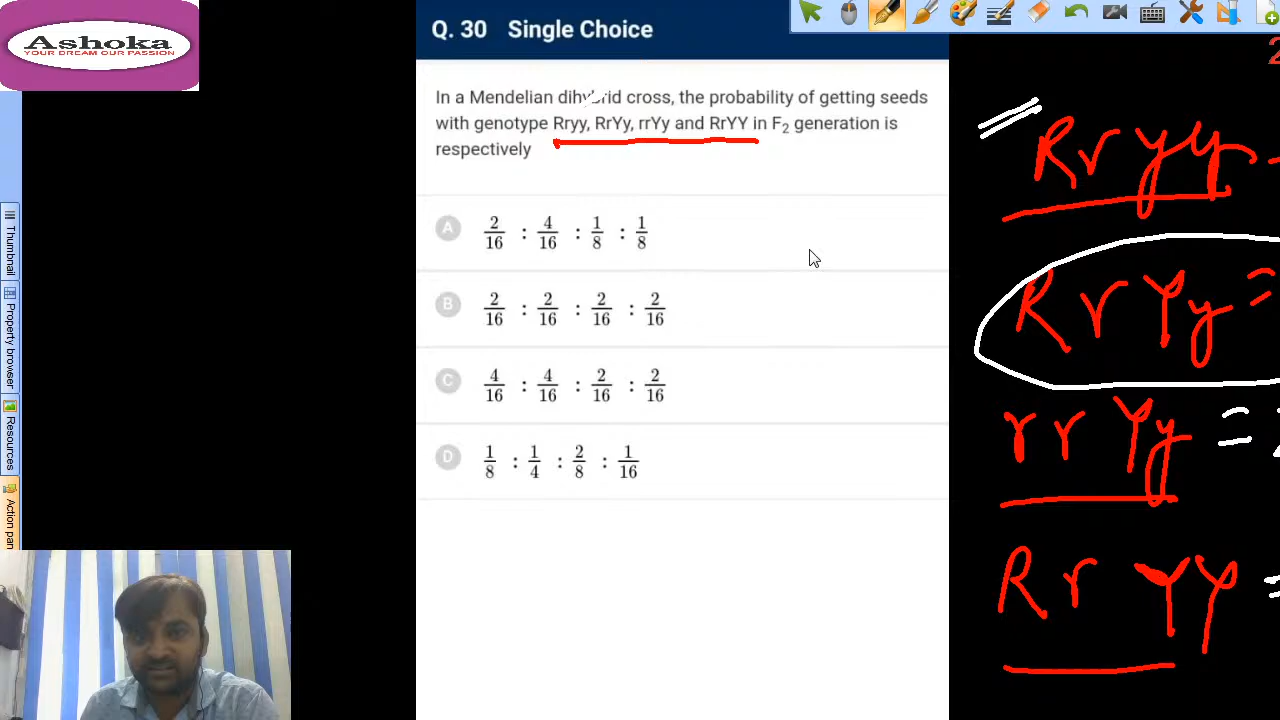 Ashoka
YOUR DREAM OUR PASSION
Q. 30 Single Choice
In a Mendelian dihybrid cross, the probability of getting seeds
with genotype Rryy, RrYy, rrYy and RrYY in F₂ generation is
respectively
A 2/16 : 4/16 : 1/8 : 1/8
B 2/16 : 2/16 : 2/16 : 2/16
C 4/16 : 4/16 : 2/16 : 2/16
D 1/8 : 1/4 : 2/8 : 1/16
Rryy
RrYy =
rrYy =
RrYY =
Thumbnail
Property browser
Resources
Action pan